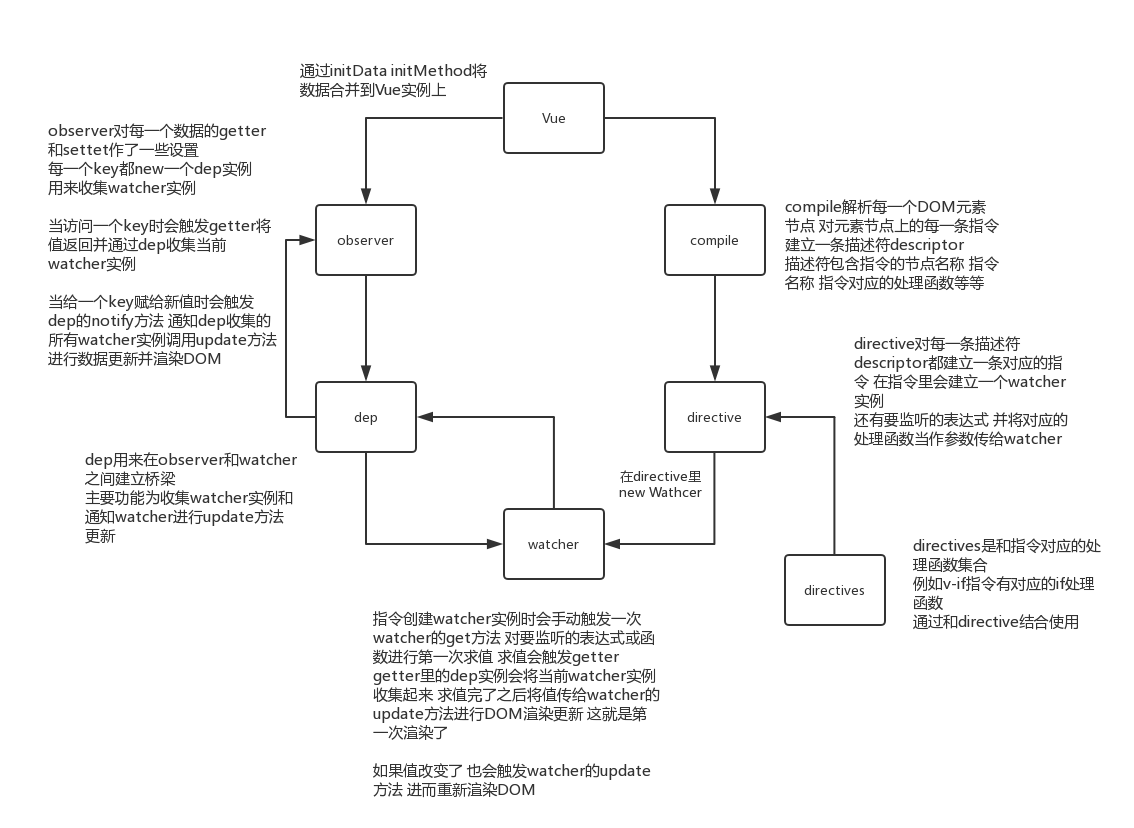 通过initData initMethod将
数据合并到Vue实例上
Vue
observer对每一个数据的getter
和settet作了一些设置
每一个key都new一个dep实例
用来收集watcher实例
当访问一个key时会触发getter将
值返回并通过dep收集当前
watcher实例
当给一个key赋给新值时会触发
dep的notify方法 通知dep收集的
所有watcher实例调用update方法
进行数据更新并渲染DOM
observer
compile
compile解析每一个DOM元素
节点 对元素节点上的每一条指令
建立一条描述符descriptor
描述符包含指令的节点名称 指令
名称 指令对应的处理函数等等
directive对每一条描述符
descriptor都建立一条对应的指
令 在指令里会建立一个watcher
实例
还有要监听的表达式 并将对应的
处理函数当作参数传给watcher
dep
directive
dep用来在observer和watcher
之间建立桥梁
主要功能为收集watcher实例和
通知watcher进行update方法
更新
在directive里
new Wathcer
watcher
directives
directives是和指令对应的处
理函数集合
例如v-if指令有对应的if处理
函数
通过和directive结合使用
指令创建watcher实例时会手动触发一次
watcher的get方法 对要监听的表达式或函
数进行第一次求值 求值会触发getter
getter里的dep实例会将当前watcher实例
收集起来 求值完了之后将值传给watcher的
update方法进行DOM渲染更新 这就是第
一次渲染了
如果值改变了 也会触发watcher的update
方法 进而重新渲染DOM